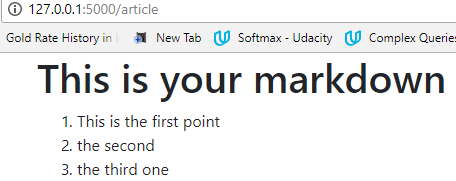 127.0.0.1:5000/article
Gold Rate History in New Tab Softmax - Udacity Complex Queries
This is your markdown
1. This is the first point
2. the second
3. the third one